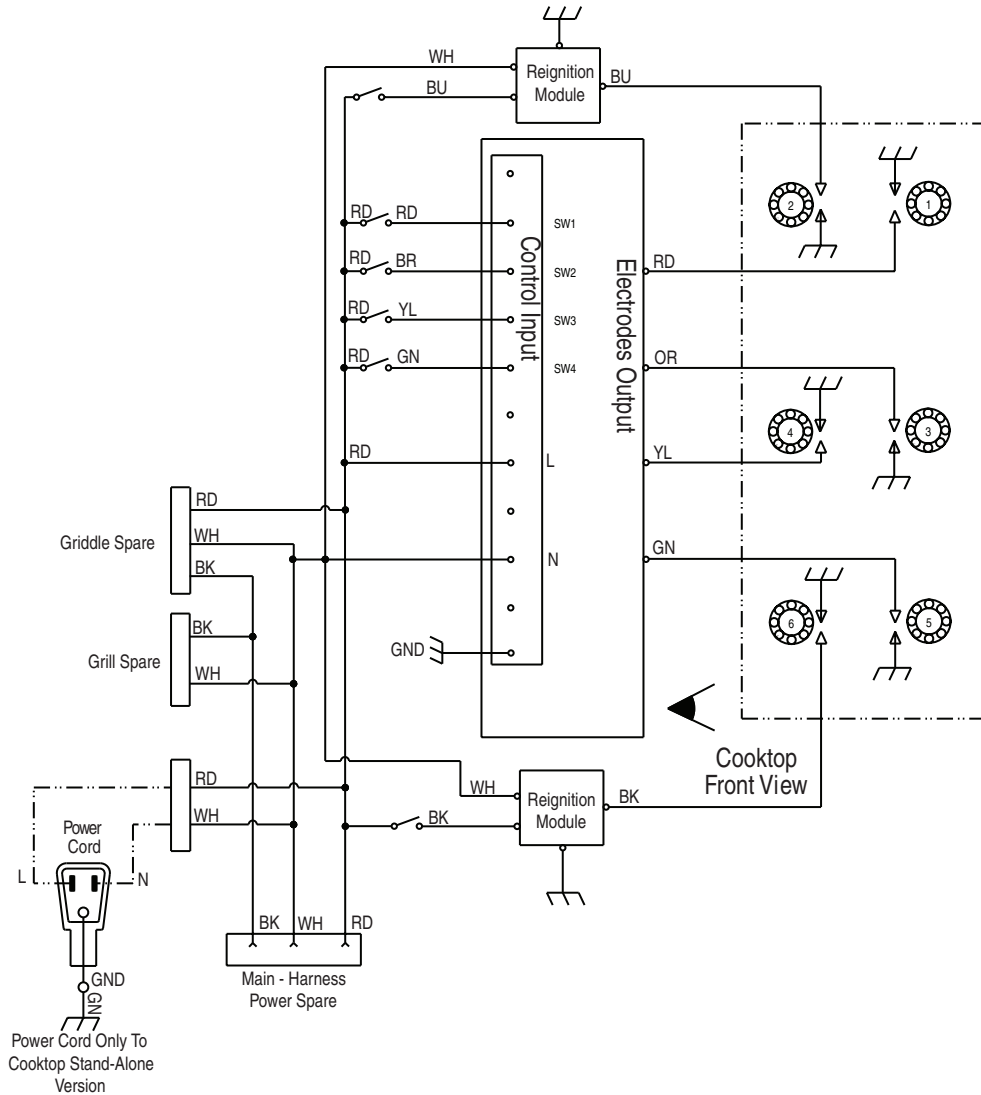 WH
BU
Reignition
Module
BU
2
1
RD
RD
SW1
RD
BR
SW2
RD
RD
YL
SW3
RD
GN
SW4
Control Input
Electrodes Output
OR
4
3
RD
L
YL
RD
Griddle Spare
WH
N
GN
BK
6
5
BK
Grill Spare
WH
GND
Cooktop
Front View
RD
WH
Reignition
Module
BK
WH
BK
Power
Cord
L
N
BK
WH
RD
Main - Harness
Power Spare
GND
GN
Power Cord Only To
Cooktop Stand-Alone
Version